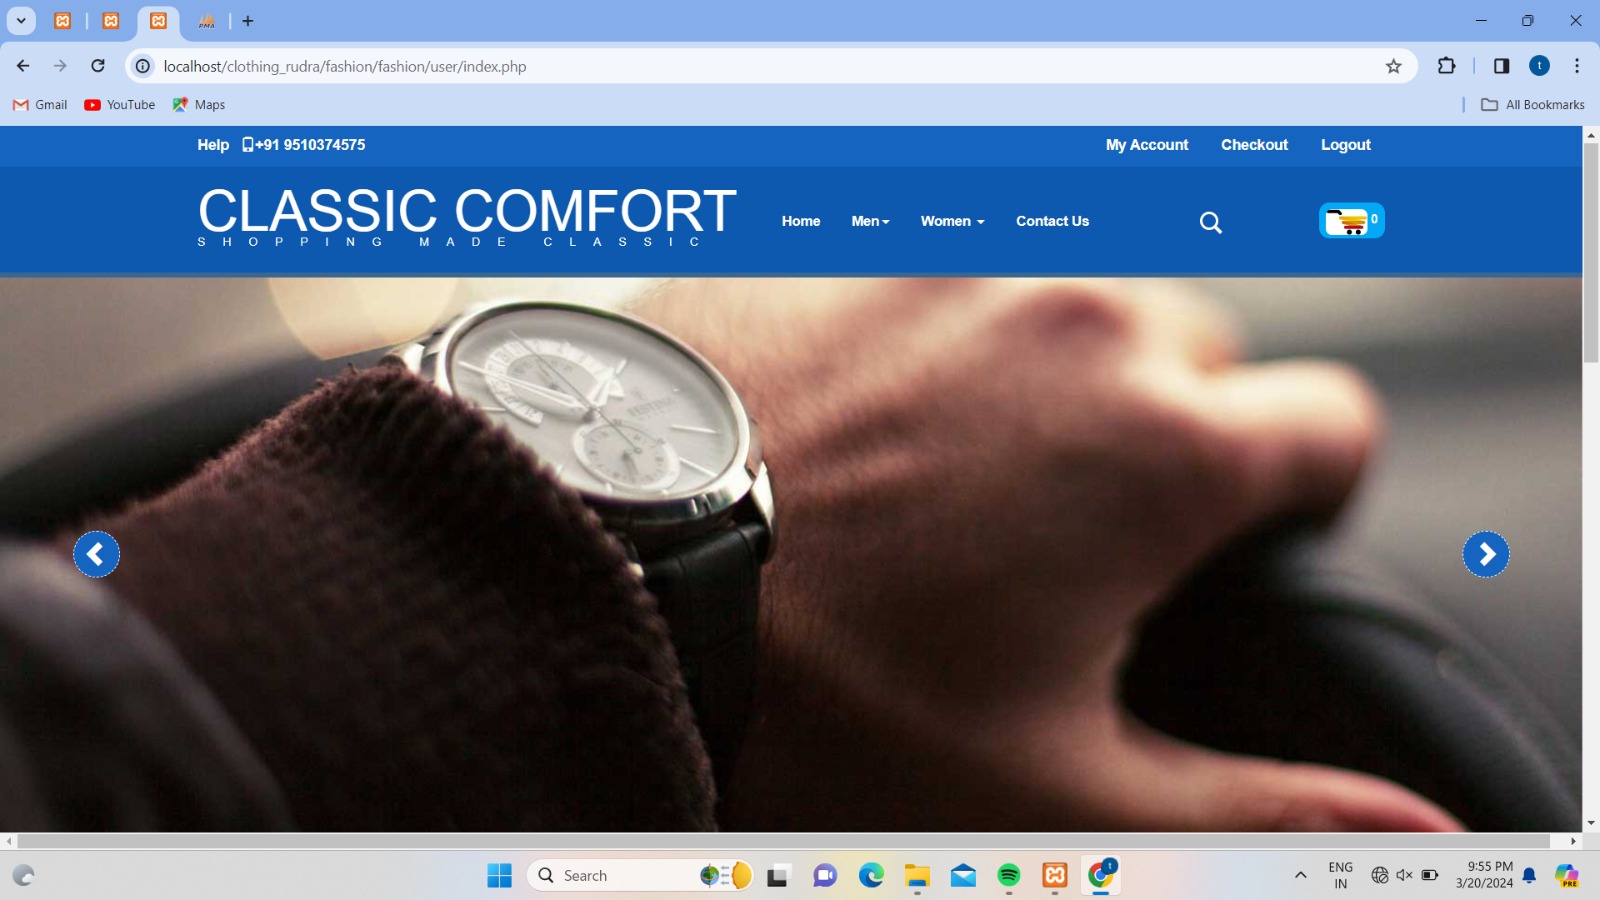 localhost/clothing_rudra/fashion/fashion/user/index.php
Gmail YouTube Maps All Bookmarks
Help +91 9510374575 My Account Checkout Logout
CLASSIC COMFORT
SHOPPING MADE CLASSIC
Home Men Women Contact Us 0
FESTINA
Search
ENG
IN
9:55 PM
3/20/2024
PRE